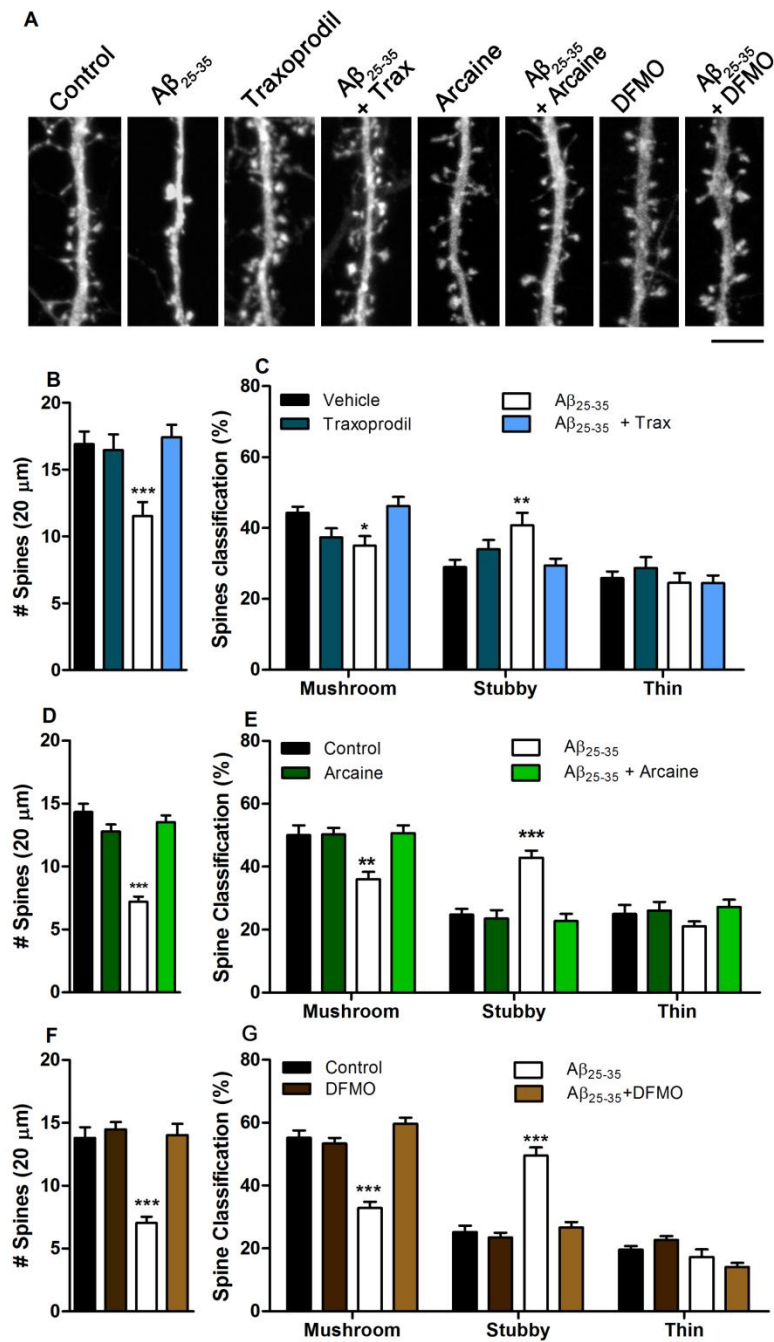 A
Control
Aβ25-35
Traxoprodil
Aβ25-35
+ Trax
Arcaine
Aβ25-35
+ Arcaine
DFMO
Aβ25-35
+ DFMO
B
# Spines (20 μm)
20
15
10
5
0
***
C
Spines classification (%)
80
60
40
20
0
Vehicle
Traxoprodil
Aβ25-35
Aβ25-35 + Trax
*
**
Mushroom
Stubby
Thin
D
# Spines (20 μm)
20
15
10
5
0
***
E
Spine Classification (%)
80
60
40
20
0
Control
Arcaine
Aβ25-35
Aβ25-35 + Arcaine
**
***
Mushroom
Stubby
Thin
F
# Spines (20 μm)
20
15
10
5
0
***
G
Spine Classification (%)
80
60
40
20
0
Control
DFMO
Aβ25-35
Aβ25-35+DFMO
***
***
Mushroom
Stubby
Thin